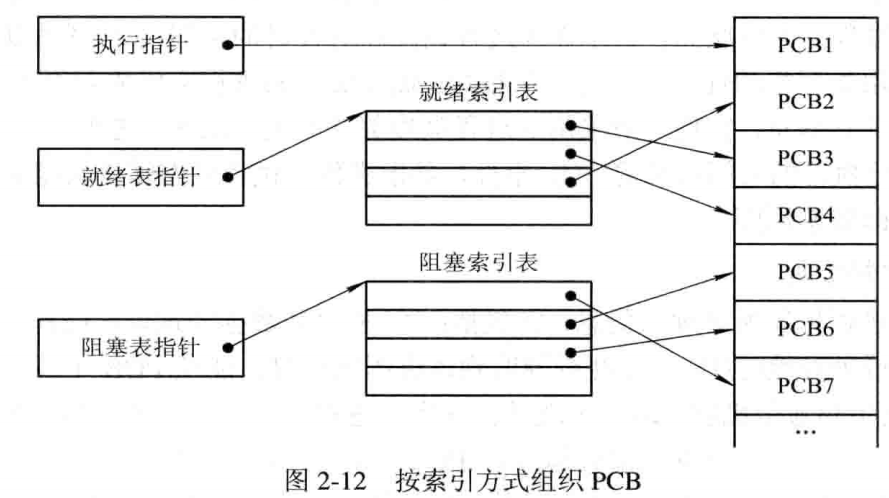 执行指针
就绪索引表
就绪表指针
阻塞索引表
阻塞表指针
PCB1
PCB2
PCB3
PCB4
PCB5
PCB6
PCB7
…
图 2-12 按索引方式组织 PCB